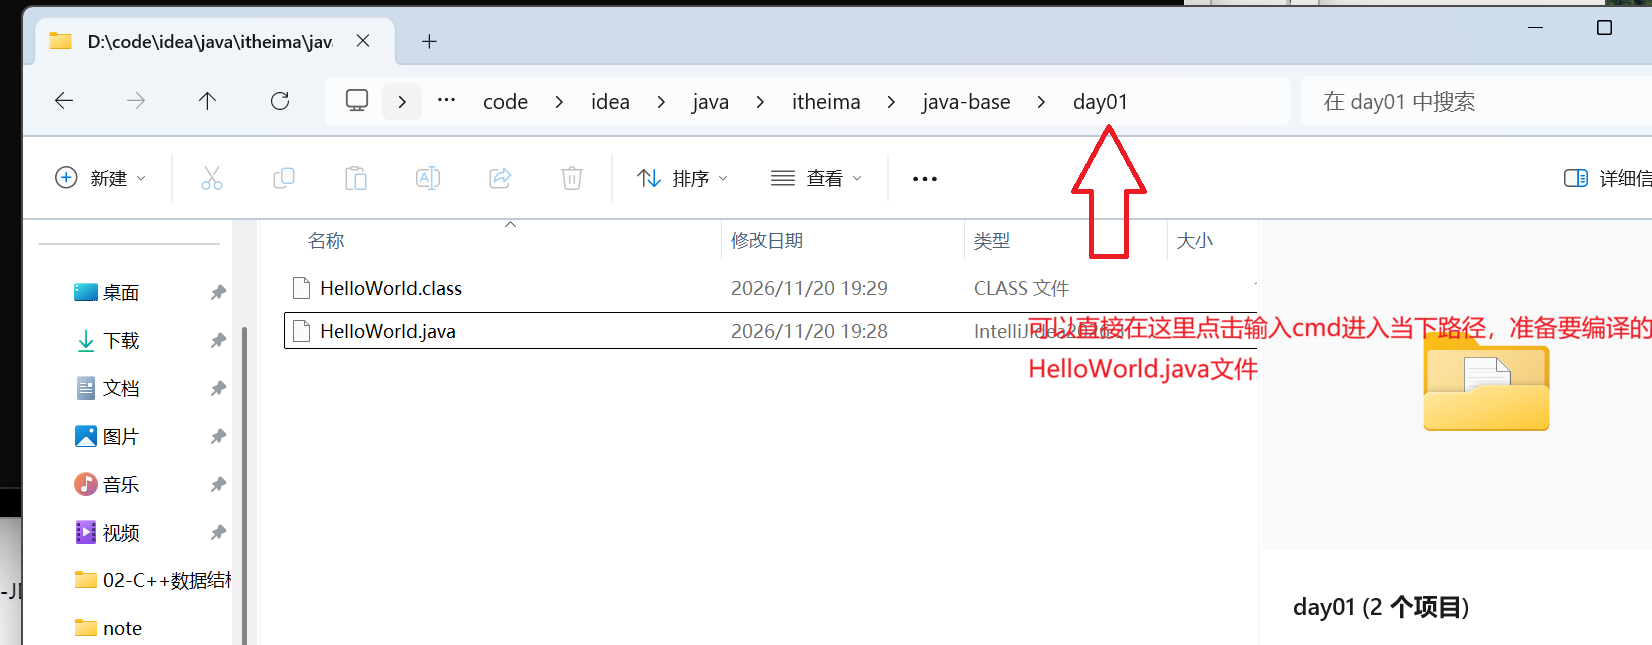 D:\code\idea\java\itheima\jav
code > idea > java > itheima > java-base > day01
在 day01 中搜索
新建
排序
查看
详细信
名称
修改日期
类型
大小
HelloWorld.class
2026/11/20 19:29
CLASS 文件
HelloWorld.java
2026/11/20 19:28
可以直接在这里点击输入cmd进入当下路径，准备要编译的
HelloWorld.java文件
桌面
下载
文档
图片
音乐
视频
02-C++数据结
note
day01 (2 个项目)